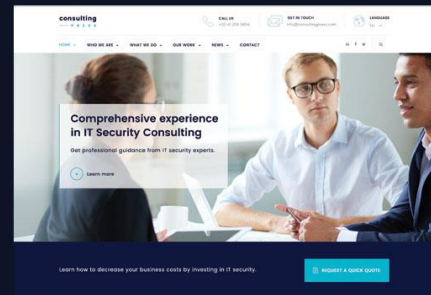 consulting
CALL US
GET IN TOUCH
LANGUAGE
HOME
WHO WE ARE
WHAT WE DO
OUR WORK
NEWS
CONTACT
Comprehensive experience
in IT Security Consulting
Get professional guidance from IT security experts.
Learn more
Learn how to decrease your business costs by investing in IT security.
REQUEST A QUICK QUOTE